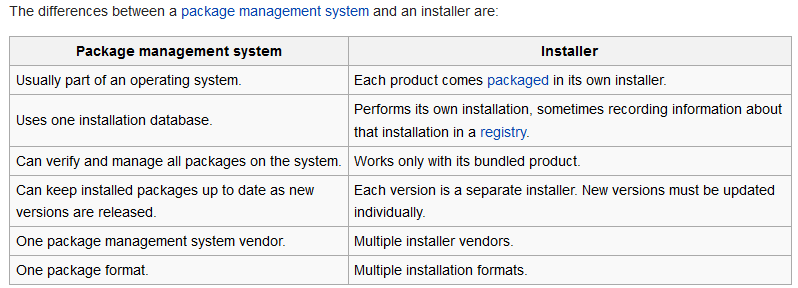 The differences between a package management system and an installer are:
Package management system
Installer
Usually part of an operating system.
Each product comes packaged in its own installer.
Uses one installation database.
Performs its own installation, sometimes recording information about
that installation in a registry.
Can verify and manage all packages on the system.
Works only with its bundled product.
Can keep installed packages up to date as new
versions are released.
Each version is a separate installer. New versions must be updated
individually.
One package management system vendor.
Multiple installer vendors.
One package format.
Multiple installation formats.